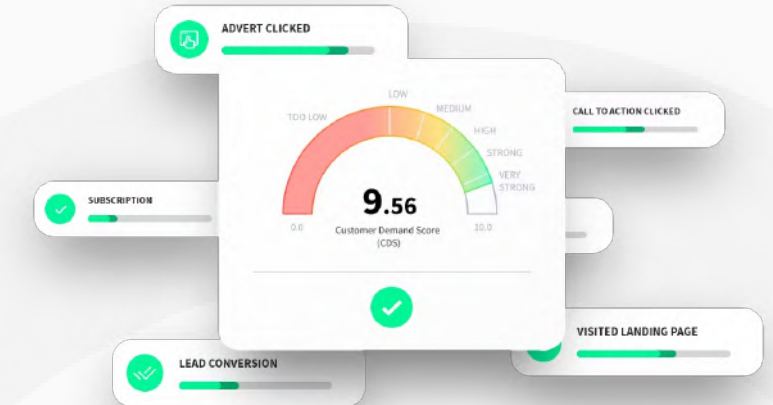 ADVERT CLICKED
LOW
MEDIUM
TOO LOW
HIGH
STRONG
VERY
STRONG
9.56
0.0
Customer Demand Score
(CDS)
10.0
CALL TO ACTION CLICKED
SUBSCRIPTION
VISITED LANDING PAGE
LEAD CONVERSION